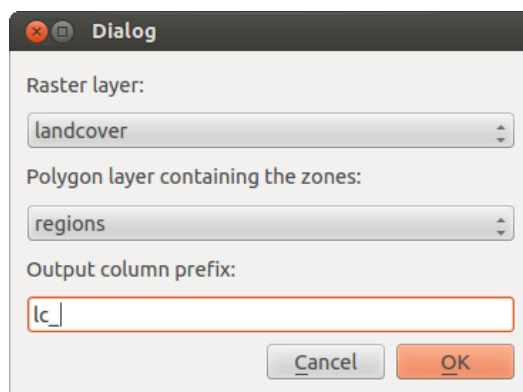 Dialog
Raster layer:
landcover
Polygon layer containing the zones:
regions
Output column prefix:
lc_
Cancel OK